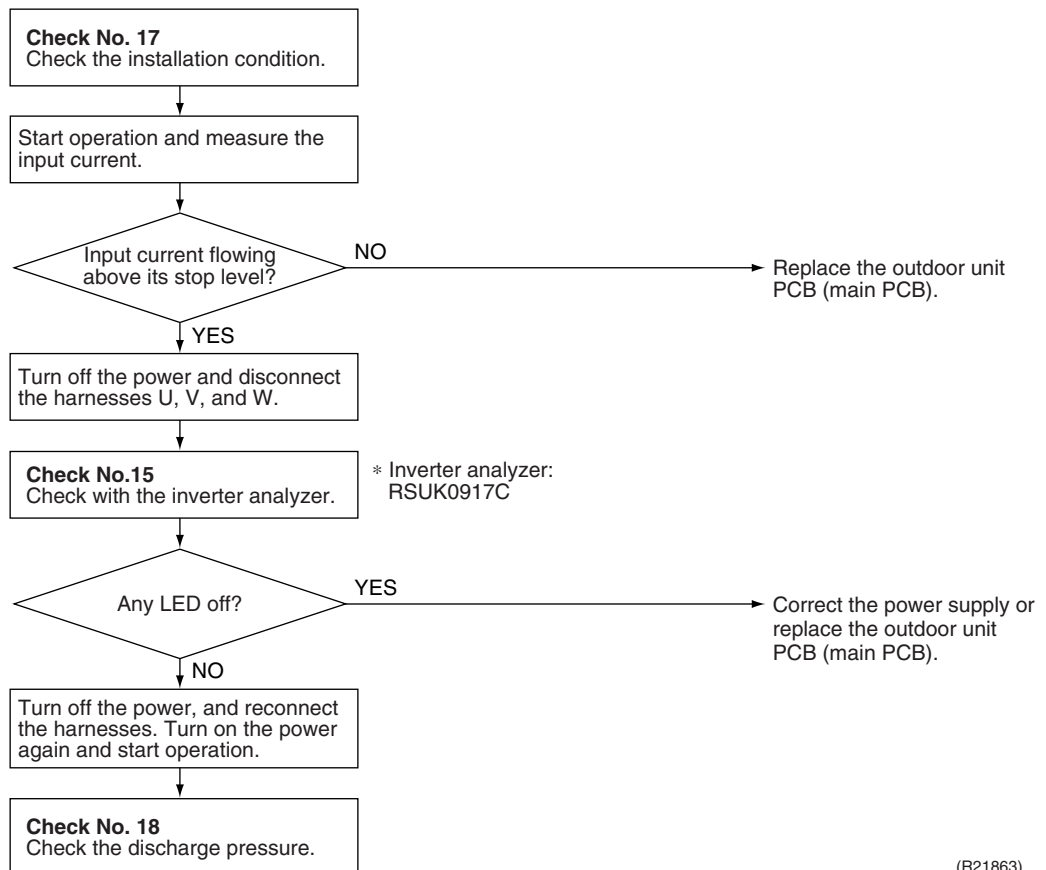 Check No. 17
Check the installation condition.
Start operation and measure the
input current.
Input current flowing
above its stop level?
NO
Replace the outdoor unit
PCB (main PCB).
YES
Turn off the power and disconnect
the harnesses U, V, and W.
Check No.15
Check with the inverter analyzer.
∗ Inverter analyzer:
RSUK0917C
Any LED off?
YES
Correct the power supply or
replace the outdoor unit
PCB (main PCB).
NO
Turn off the power, and reconnect
the harnesses. Turn on the power
again and start operation.
Check No. 18
Check the discharge pressure.
(R21863)